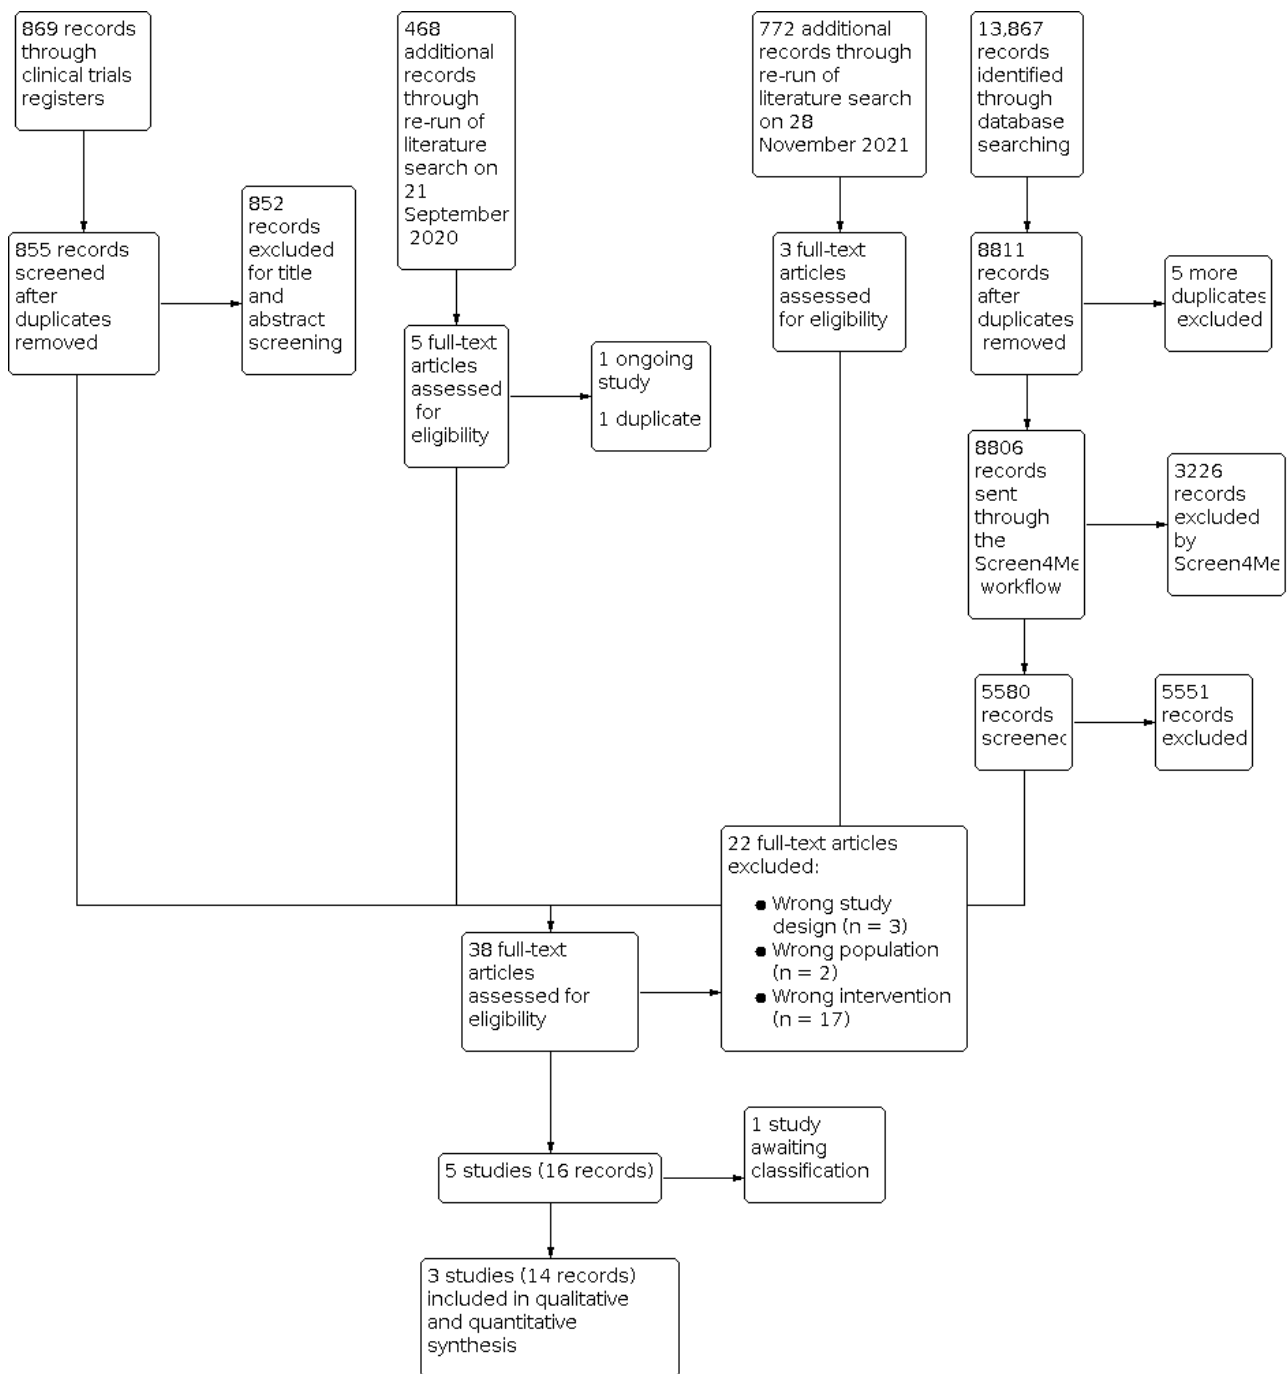 869 records
through
clinical trials
registers
468
additional
records
through
re-run of
literature
search on
21
September
2020
772 additional
records through
re-run of
literature search
on 28
November 2021
13,867
records
identified
through
database
searching
855 records
screened
after
duplicates
removed
852
records
excluded
for title
and
abstract
screening
5 full-text
articles
assessed
for
eligibility
1 ongoing
study
1 duplicate
3 full-text
articles
assessed
for eligibility
8811
records
after
duplicates
removed
5 more
duplicates
excluded
8806
records
sent
through
the
Screen4Me
workflow
3226
records
excluded
by
Screen4Me
5580
records
screened
5551
records
excluded
22 full-text articles
excluded:
● Wrong study
design (n = 3)
● Wrong population
(n = 2)
● Wrong intervention
(n = 17)
38 full-text
articles
assessed for
eligibility
1 study
awaiting
classification
5 studies (16 records)
3 studies (14 records)
included in qualitative
and quantitative
synthesis